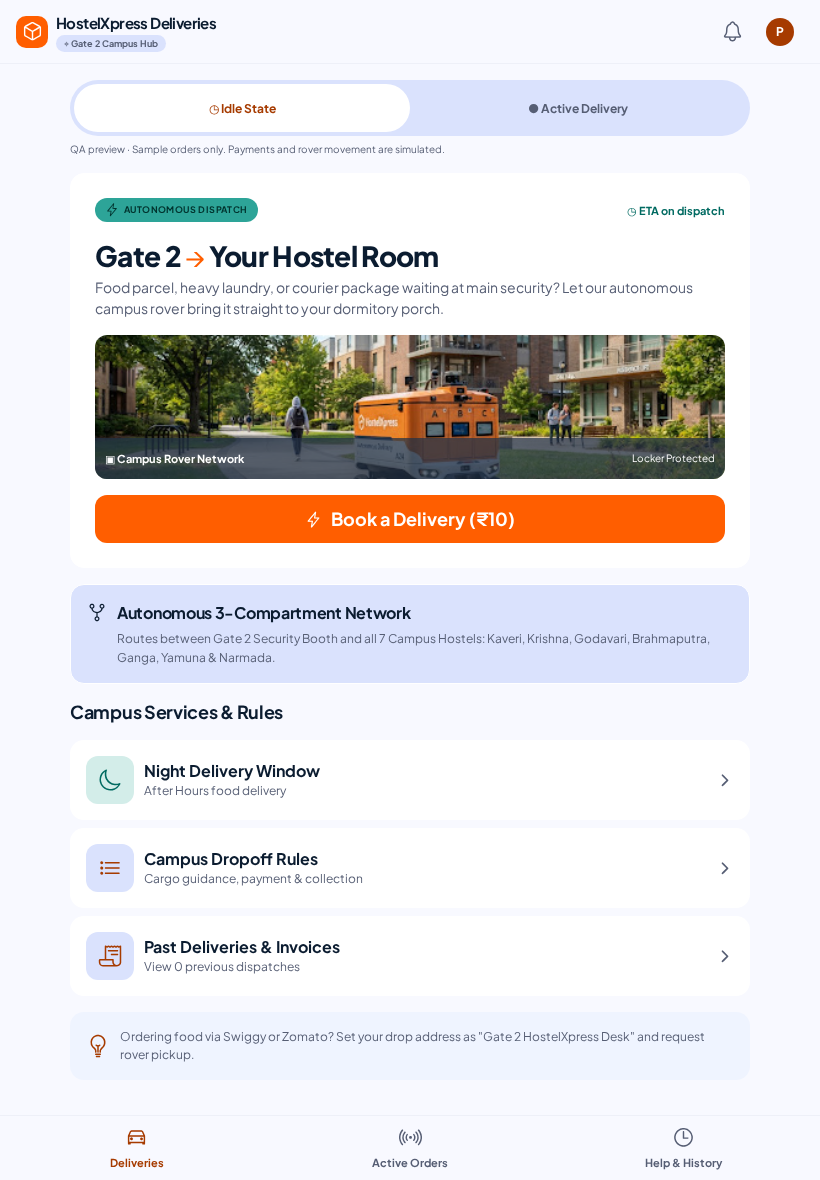 HostelXpress Deliveries
Gate 2 Campus Hub
P
Idle State
Active Delivery
QA preview · Sample orders only. Payments and rover movement are simulated.
AUTONOMOUS DISPATCH
ETA on dispatch
Gate 2 → Your Hostel Room
Food parcel, heavy laundry, or courier package waiting at main security? Let our autonomous
campus rover bring it straight to your dormitory porch.
A B C
HostelXpress
Campus Rover Network
Locker Protected
Book a Delivery (₹10)
Autonomous 3-Compartment Network
Routes between Gate 2 Security Booth and all 7 Campus Hostels: Kaveri, Krishna, Godavari, Brahmaputra,
Ganga, Yamuna & Narmada.
Campus Services & Rules
Night Delivery Window
After Hours food delivery
Campus Dropoff Rules
Cargo guidance, payment & collection
Past Deliveries & Invoices
View 0 previous dispatches
Ordering food via Swiggy or Zomato? Set your drop address as "Gate 2 HostelXpress Desk" and request
rover pickup.
Deliveries
Active Orders
Help & History